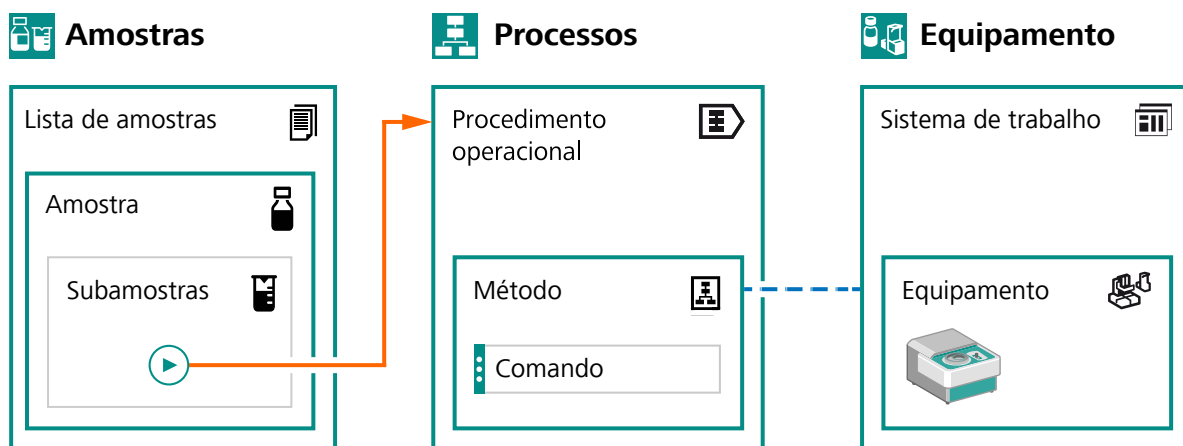 Amostras
Lista de amostras
Amostra
Subamostras
Processos
Procedimento
operacional
Método
Comando
Equipamento
Sistema de trabalho
Equipamento